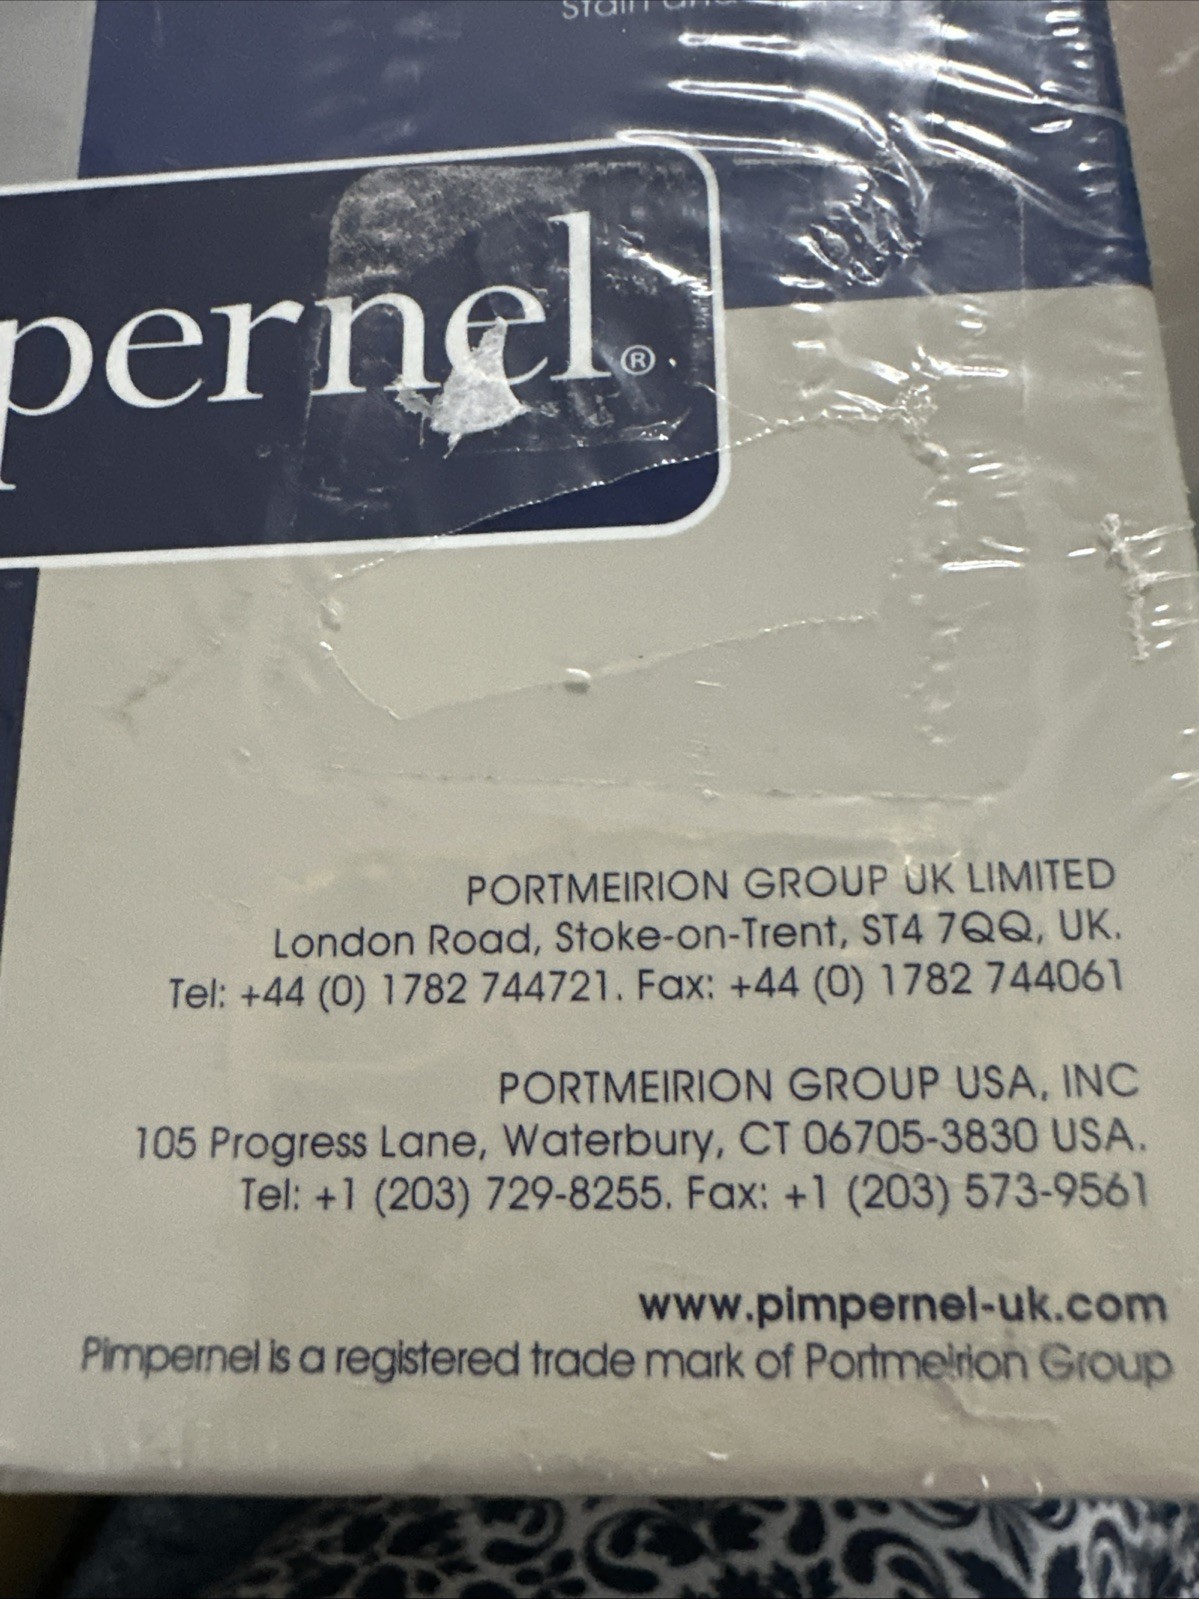 Stain and
pernel®
PORTMEIRION GROUP UK LIMITED
London Road, Stoke-on-Trent, ST4 7QQ, UK.
Tel: +44 (0) 1782 744721. Fax: +44 (0) 1782 744061
PORTMEIRION GROUP USA, INC
105 Progress Lane, Waterbury, CT 06705-3830 USA.
Tel: +1 (203) 729-8255. Fax: +1 (203) 573-9561
www.pimpernel-uk.com
Pimpernel is a registered trade mark of Portmeirion Group